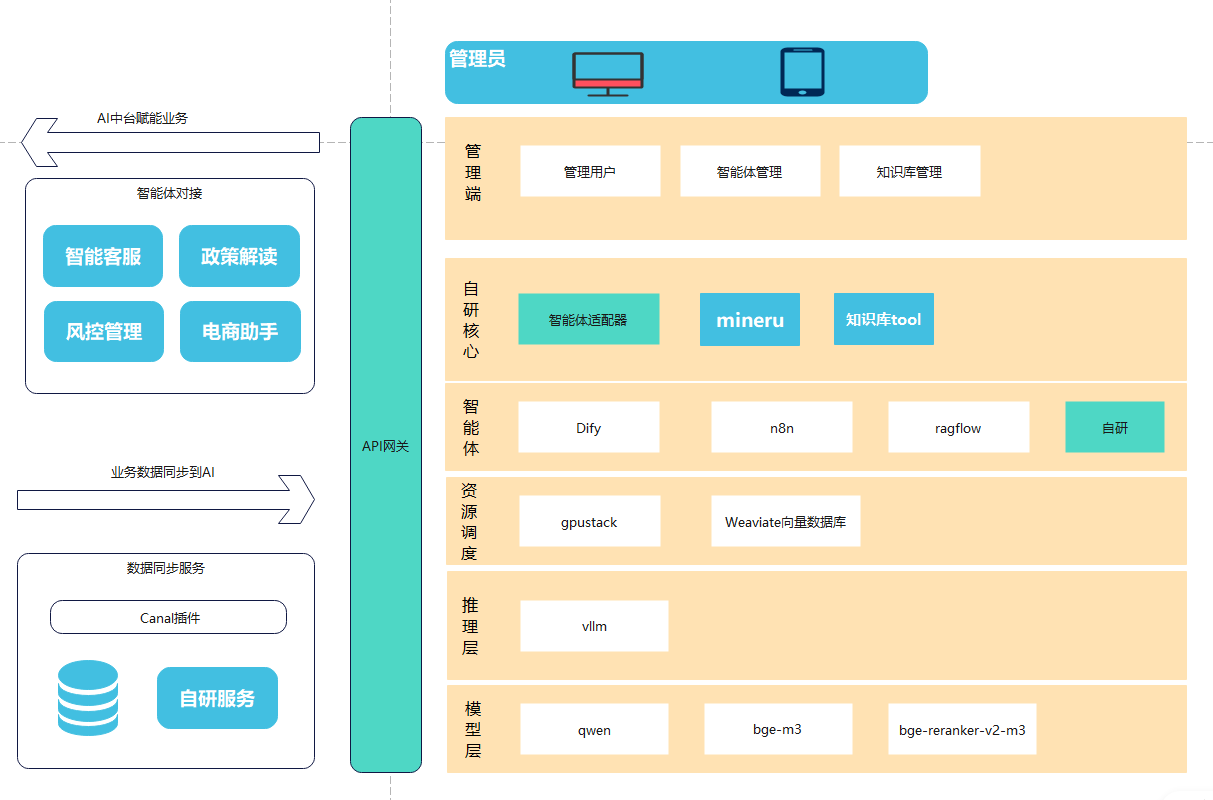 管理员
AI中台赋能业务
智能体对接
智能客服
政策解读
风控管理
电商助手
业务数据同步到AI
数据同步服务
Canal插件
自研服务
API网关
管理端
管理用户
智能体管理
知识库管理
自研核心
智能体适配器
mineru
知识库tool
智能体
Dify
n8n
ragflow
自研
资源调度
gpustack
Weaviate向量数据库
推理层
vllm
模型层
qwen
bge-m3
bge-reranker-v2-m3